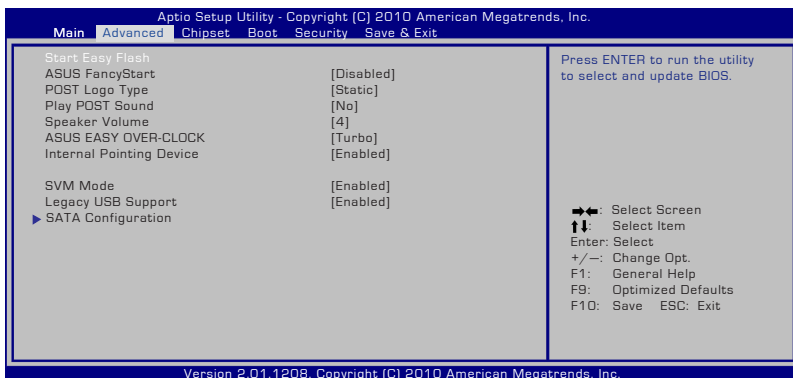 Aptio Setup Utility - Copyright (C) 2010 American Megatrends, Inc.
Main Advanced Chipset Boot Security Save & Exit
Start Easy Flash
ASUS FancyStart [Disabled]
POST Logo Type [Static]
Play POST Sound [No]
Speaker Volume [4]
ASUS EASY OVER-CLOCK [Turbo]
Internal Pointing Device [Enabled]
SVM Mode [Enabled]
Legacy USB Support [Enabled]
SATA Configuration
Press ENTER to run the utility
to select and update BIOS.
➡⬅: Select Screen
⬆⬇: Select Item
Enter: Select
+/—: Change Opt.
F1: General Help
F9: Optimized Defaults
F10: Save ESC: Exit
Version 2.01.1208. Copyright (C) 2010 American Megatrends, Inc.